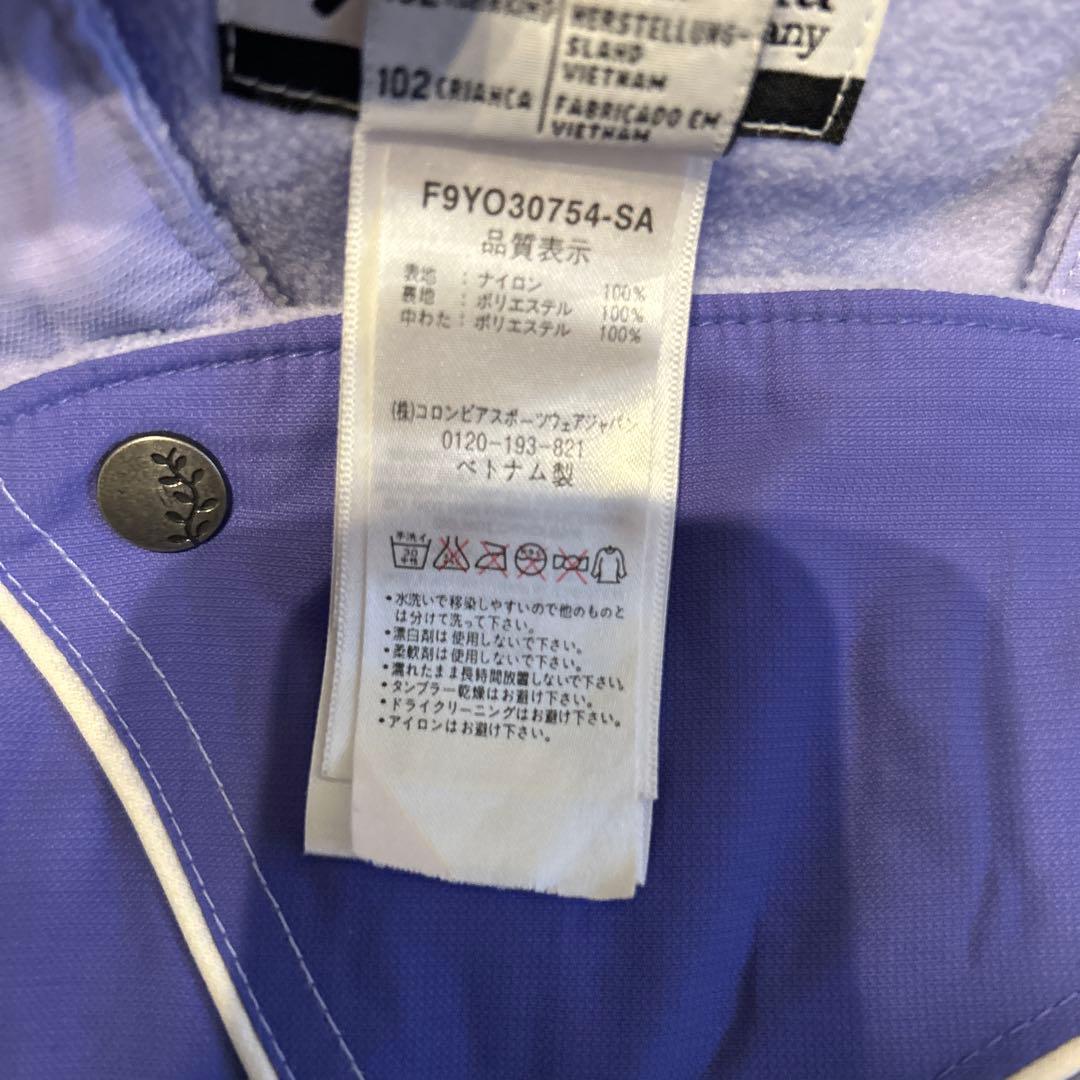 any
HERSTELLUNG-
SLAND
VIETNAM
102 CRIANCA
FABRICADO EM
VIETNAM
F9YO30754-SA
品質表示
表地 : ナイロン 100%
裏地 : ポリエステル 100%
中わた : ポリエステル 100%
(株)コロンビアスポーツウェアジャパン
0120-193-821
ベトナム製
手洗イ
20
中性
•水洗いで移染しやすいので他のものと
は分けて洗って下さい。
•漂白剤は使用しないで下さい。
•柔軟剤は使用しないで下さい。
•濡れたまま長時間放置しないで下さい。
•タンブラー乾燥はお避け下さい。
•ドライクリーニングはお避け下さい。
•アイロンはお避け下さい。